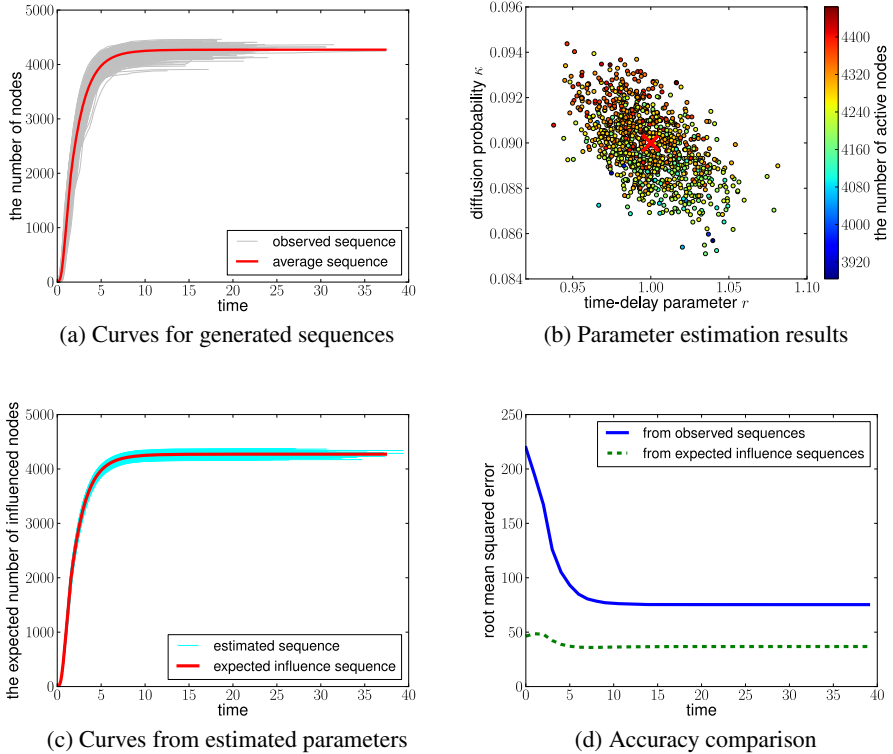 5000
4000
3000
2000
1000
0
the number of nodes
observed sequence
average sequence
0 5 10 15 20 25 30 35 40
time
(a) Curves for generated sequences
0.096
0.094
0.092
0.090
0.088
0.086
0.084
diffusion probability κ
0.95 1.00 1.05 1.10
time-delay parameter r
4400
4320
4240
4160
4080
4000
3920
the number of active nodes
(b) Parameter estimation results
5000
4000
3000
2000
1000
0
the expected number of influenced nodes
estimated sequence
expected influence sequence
0 5 10 15 20 25 30 35 40
time
(c) Curves from estimated parameters
250
200
150
100
50
0
root mean squared error
from observed sequences
from expected influence sequences
0 5 10 15 20 25 30 35 40
time
(d) Accuracy comparison